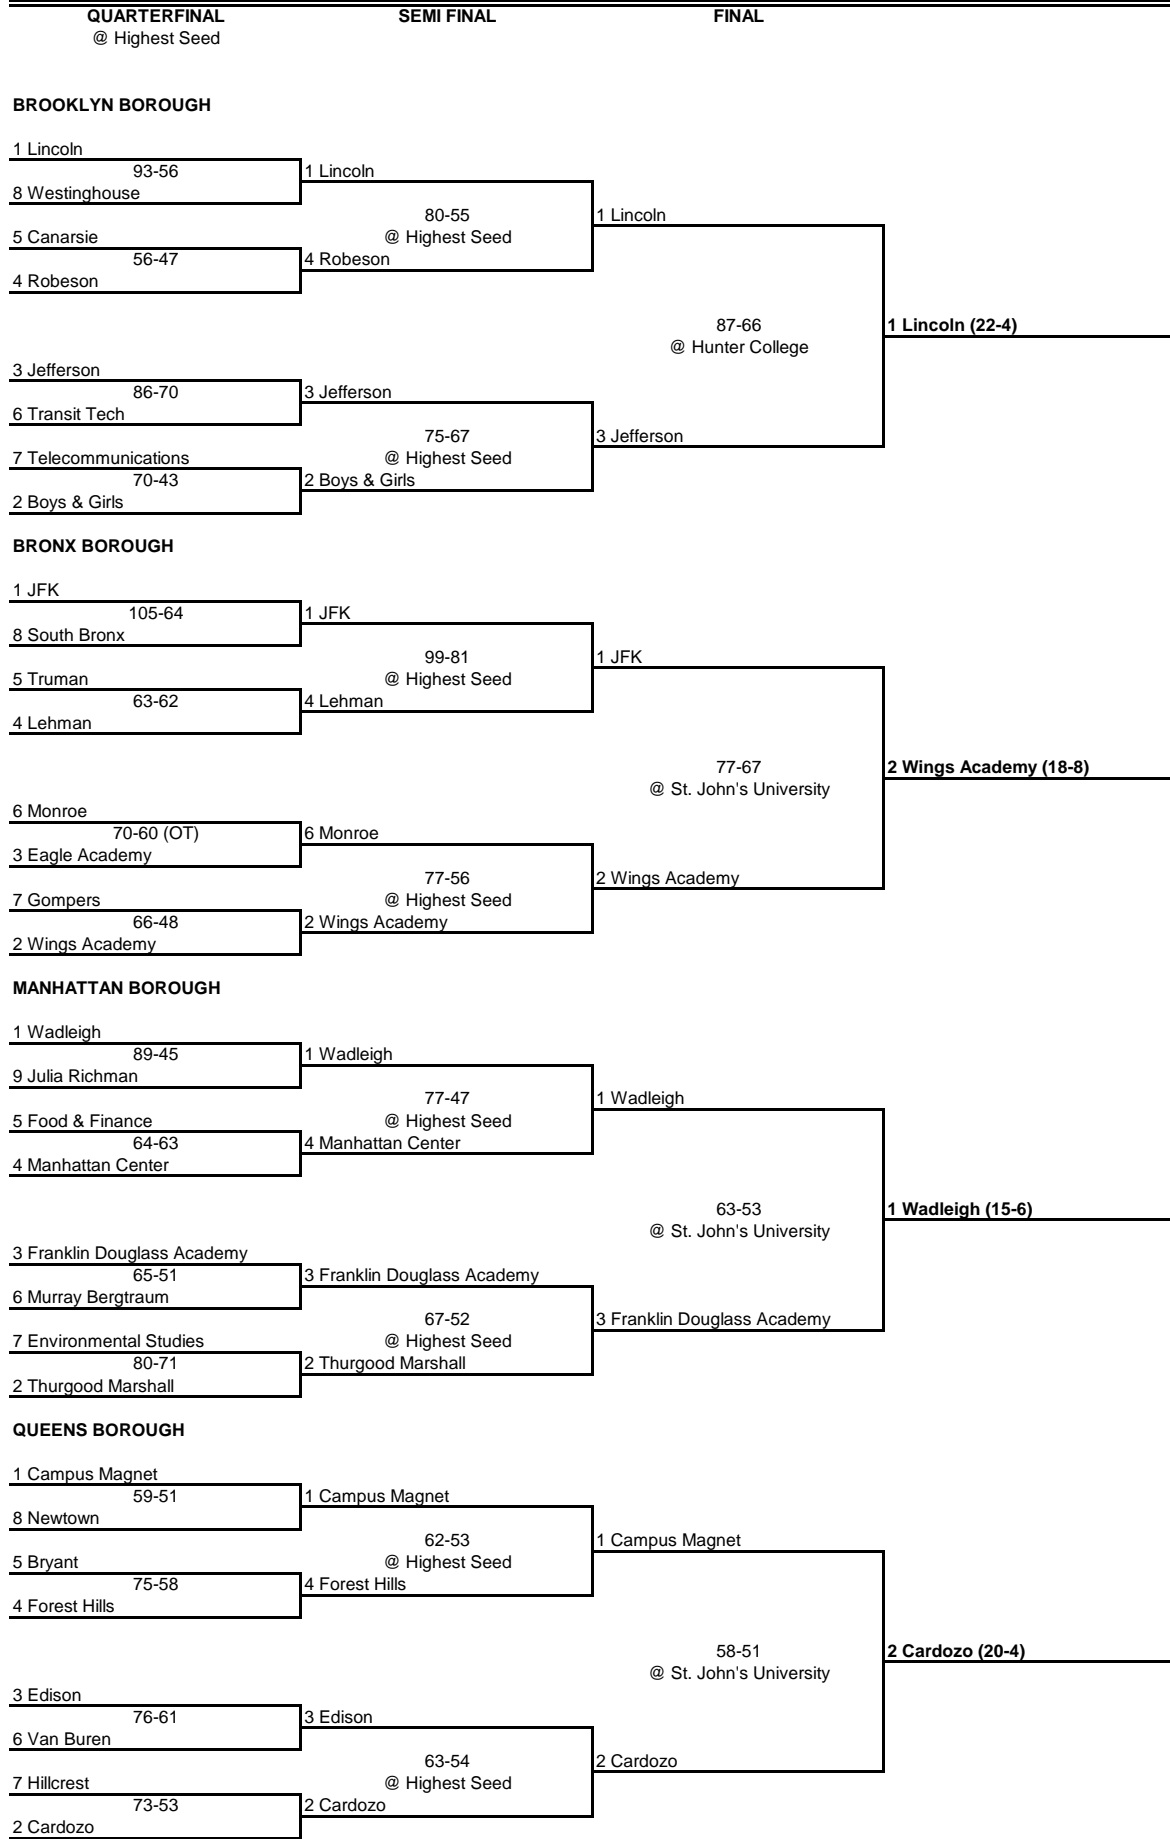 QUARTERFINAL SEMI FINAL FINAL
@ Highest Seed
BROOKLYN BOROUGH
1 Lincoln
93-56 1 Lincoln
8 Westinghouse
80-55 1 Lincoln
5 Canarsie @ Highest Seed
56-47 4 Robeson
4 Robeson
87-66 1 Lincoln (22-4)
@ Hunter College
3 Jefferson
86-70 3 Jefferson
6 Transit Tech
75-67 3 Jefferson
7 Telecommunications @ Highest Seed
70-43 2 Boys & Girls
2 Boys & Girls
BRONX BOROUGH
1 JFK
105-64 1 JFK
8 South Bronx
99-81 1 JFK
5 Truman @ Highest Seed
63-62 4 Lehman
4 Lehman
77-67 2 Wings Academy (18-8)
@ St. John's University
6 Monroe
70-60 (OT) 6 Monroe
3 Eagle Academy
77-56 2 Wings Academy
7 Gompers @ Highest Seed
66-48 2 Wings Academy
2 Wings Academy
MANHATTAN BOROUGH
1 Wadleigh
89-45 1 Wadleigh
9 Julia Richman
77-47 1 Wadleigh
5 Food & Finance @ Highest Seed
64-63 4 Manhattan Center
4 Manhattan Center
63-53 1 Wadleigh (15-6)
@ St. John's University
3 Franklin Douglass Academy
65-51 3 Franklin Douglass Academy
6 Murray Bergtraum
67-52 3 Franklin Douglass Academy
7 Environmental Studies @ Highest Seed
80-71 2 Thurgood Marshall
2 Thurgood Marshall
QUEENS BOROUGH
1 Campus Magnet
59-51 1 Campus Magnet
8 Newtown
62-53 1 Campus Magnet
5 Bryant @ Highest Seed
75-58 4 Forest Hills
4 Forest Hills
58-51 2 Cardozo (20-4)
@ St. John's University
3 Edison
76-61 3 Edison
6 Van Buren
63-54 2 Cardozo
7 Hillcrest @ Highest Seed
73-53 2 Cardozo
2 Cardozo